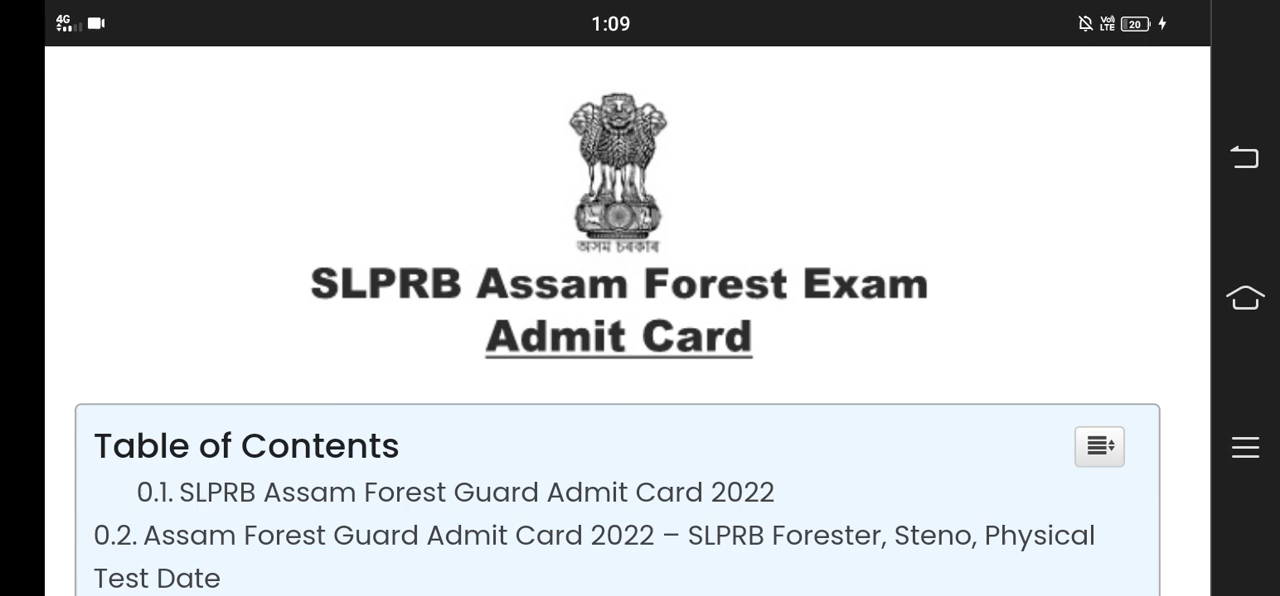 4G
1:09
Vo)
LTE
20
অসম চৰকাৰ
SLPRB Assam Forest Exam
Admit Card
Table of Contents
0.1. SLPRB Assam Forest Guard Admit Card 2022
0.2. Assam Forest Guard Admit Card 2022 – SLPRB Forester, Steno, Physical
Test Date